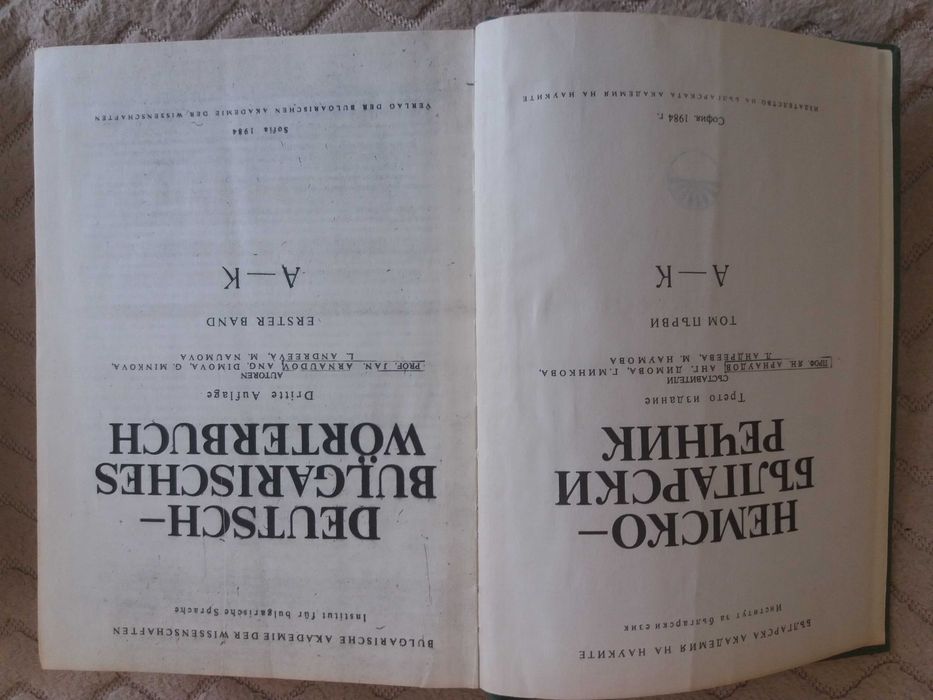 БЪЛГАРСКА АКАДЕМИЯ НА НАУКИТЕ
Институт за български език
НЕМСКО—
БЪЛГАРСКИ
РЕЧНИК
Трето издание
СЪСТАВИТЕЛИ
ПРОФ. ЯН. АРНАУДОВ, АНГ. ДИМОВА, Г. МИНКОВА,
Л. АНДРЕЕВА, М. НАУМОВА
ТОМ ПЪРВИ
А—К
София, 1984 г.
ИЗДАТЕЛСТВО НА БЪЛГАРСКАТА АКАДЕМИЯ НА НАУКИТЕ
BULGARISCHE AKADEMIE DER WISSENSCHAFTEN
Institut für bulgarische Sprache
DEUTSCH—
BULGARISCHES
WÖRTERBUCH
Dritte Auflage
AUTOREN
PROF. JAN. ARNAUDOV, ANG. DIMOVA, G. MINKOVA,
L. ANDREEVA, M. NAUMOVA
ERSTER BAND
A—K
Sofia 1984
VERLAG DER BULGARISCHEN AKADEMIE DER WISSENSCHAFTEN